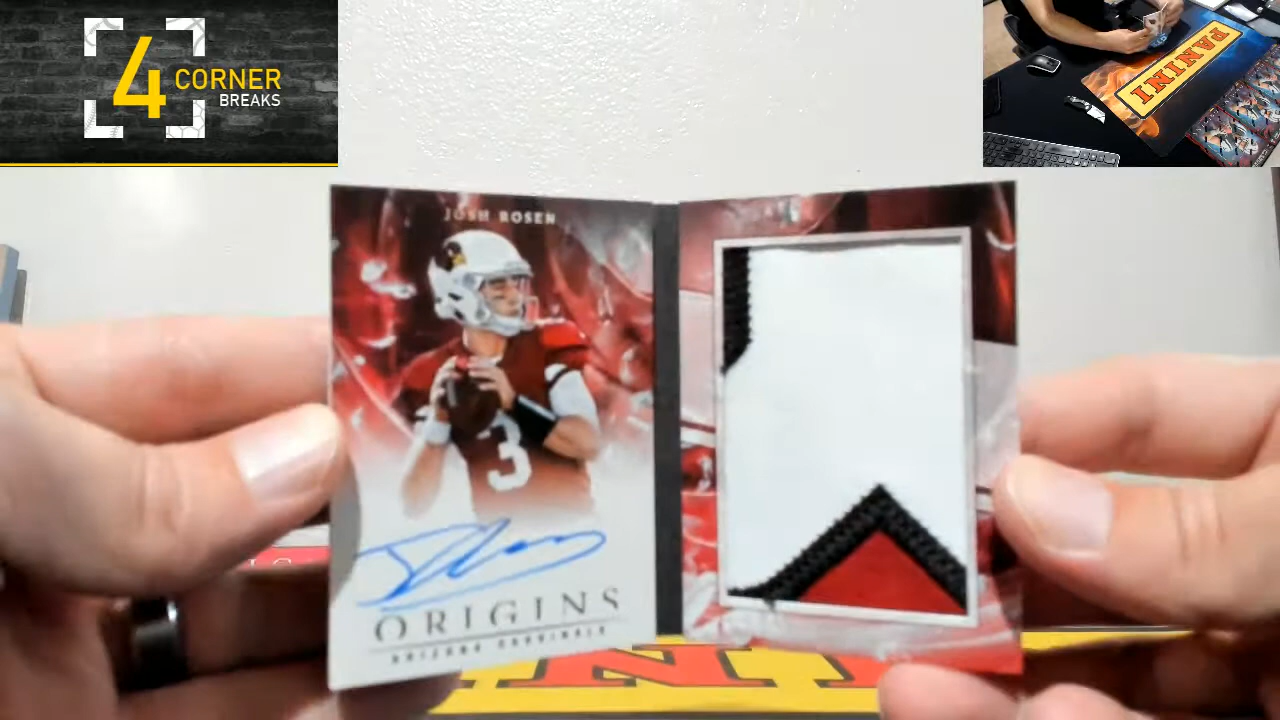 4 CORNER
BREAKS
PANINI
JOSH ROSEN
3
ORIGINS
ARIZONA CARDINALS